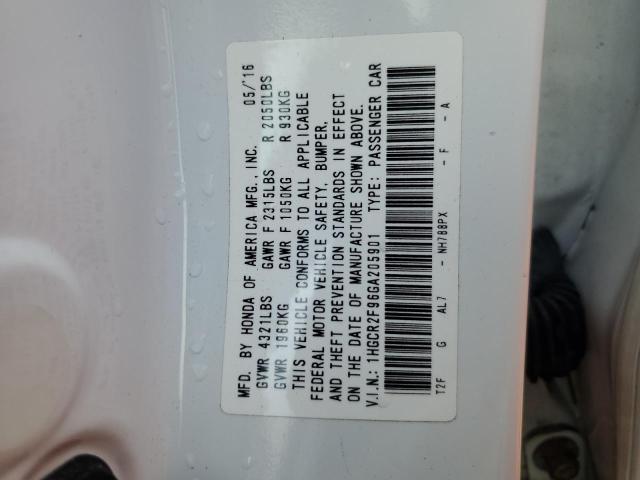 MFD. BY HONDA OF AMERICA MFG., INC. 05/'16
GVWR 4321LBS GAWR F 2315LBS R 2050LBS
GVWR 1960KG GAWR F 1050KG R 930KG
THIS VEHICLE CONFORMS TO ALL APPLICABLE
FEDERAL MOTOR VEHICLE SAFETY, BUMPER,
AND THEFT PREVENTION STANDARDS IN EFFECT
ON THE DATE OF MANUFACTURE SHOWN ABOVE.
V.I.N.: 1HGCR2F96GA205901 TYPE: PASSENGER CAR
T2F G AL7 - NH788PX - F - A